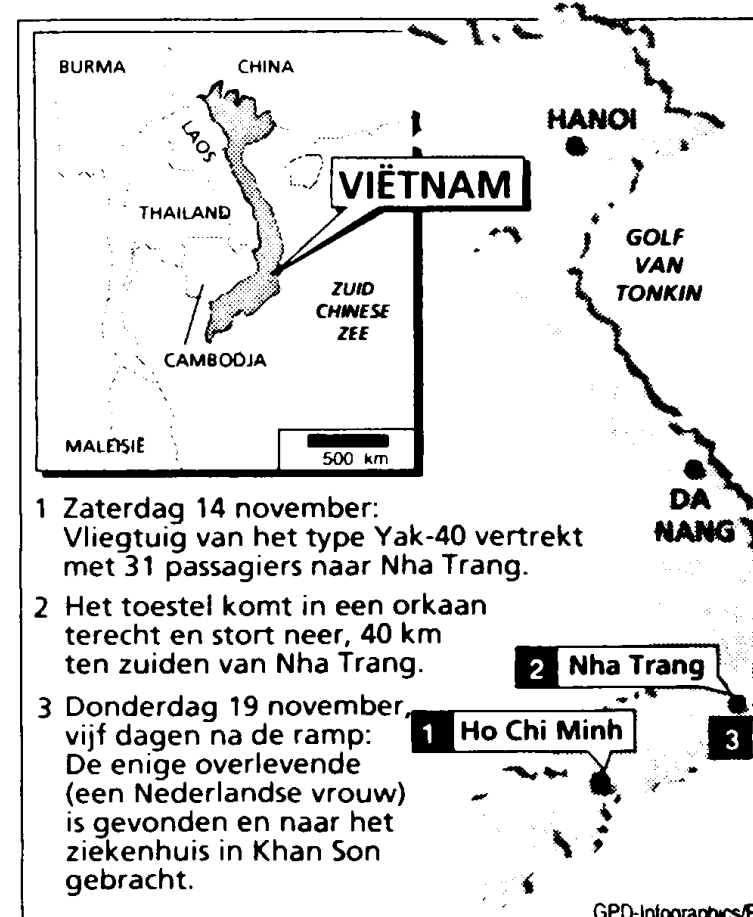 BURMA
CHINA
LAOS
THAILAND
VIËTNAM
ZUID
CHINESE
ZEE
CAMBODJA
MALEISIË
500 km
HANOI
GOLF
VAN
TONKIN
DA
NANG
1 Zaterdag 14 november:
Vliegtuig van het type Yak-40 vertrekt
met 31 passagiers naar Nha Trang.
2 Het toestel komt in een orkaan
terecht en stort neer, 40 km
ten zuiden van Nha Trang.
3 Donderdag 19 november,
vijf dagen na de ramp:
De enige overlevende
(een Nederlandse vrouw)
is gevonden en naar het
ziekenhuis in Khan Son
gebracht.
2 Nha Trang
1 Ho Chi Minh
3
GPD-Infographics/